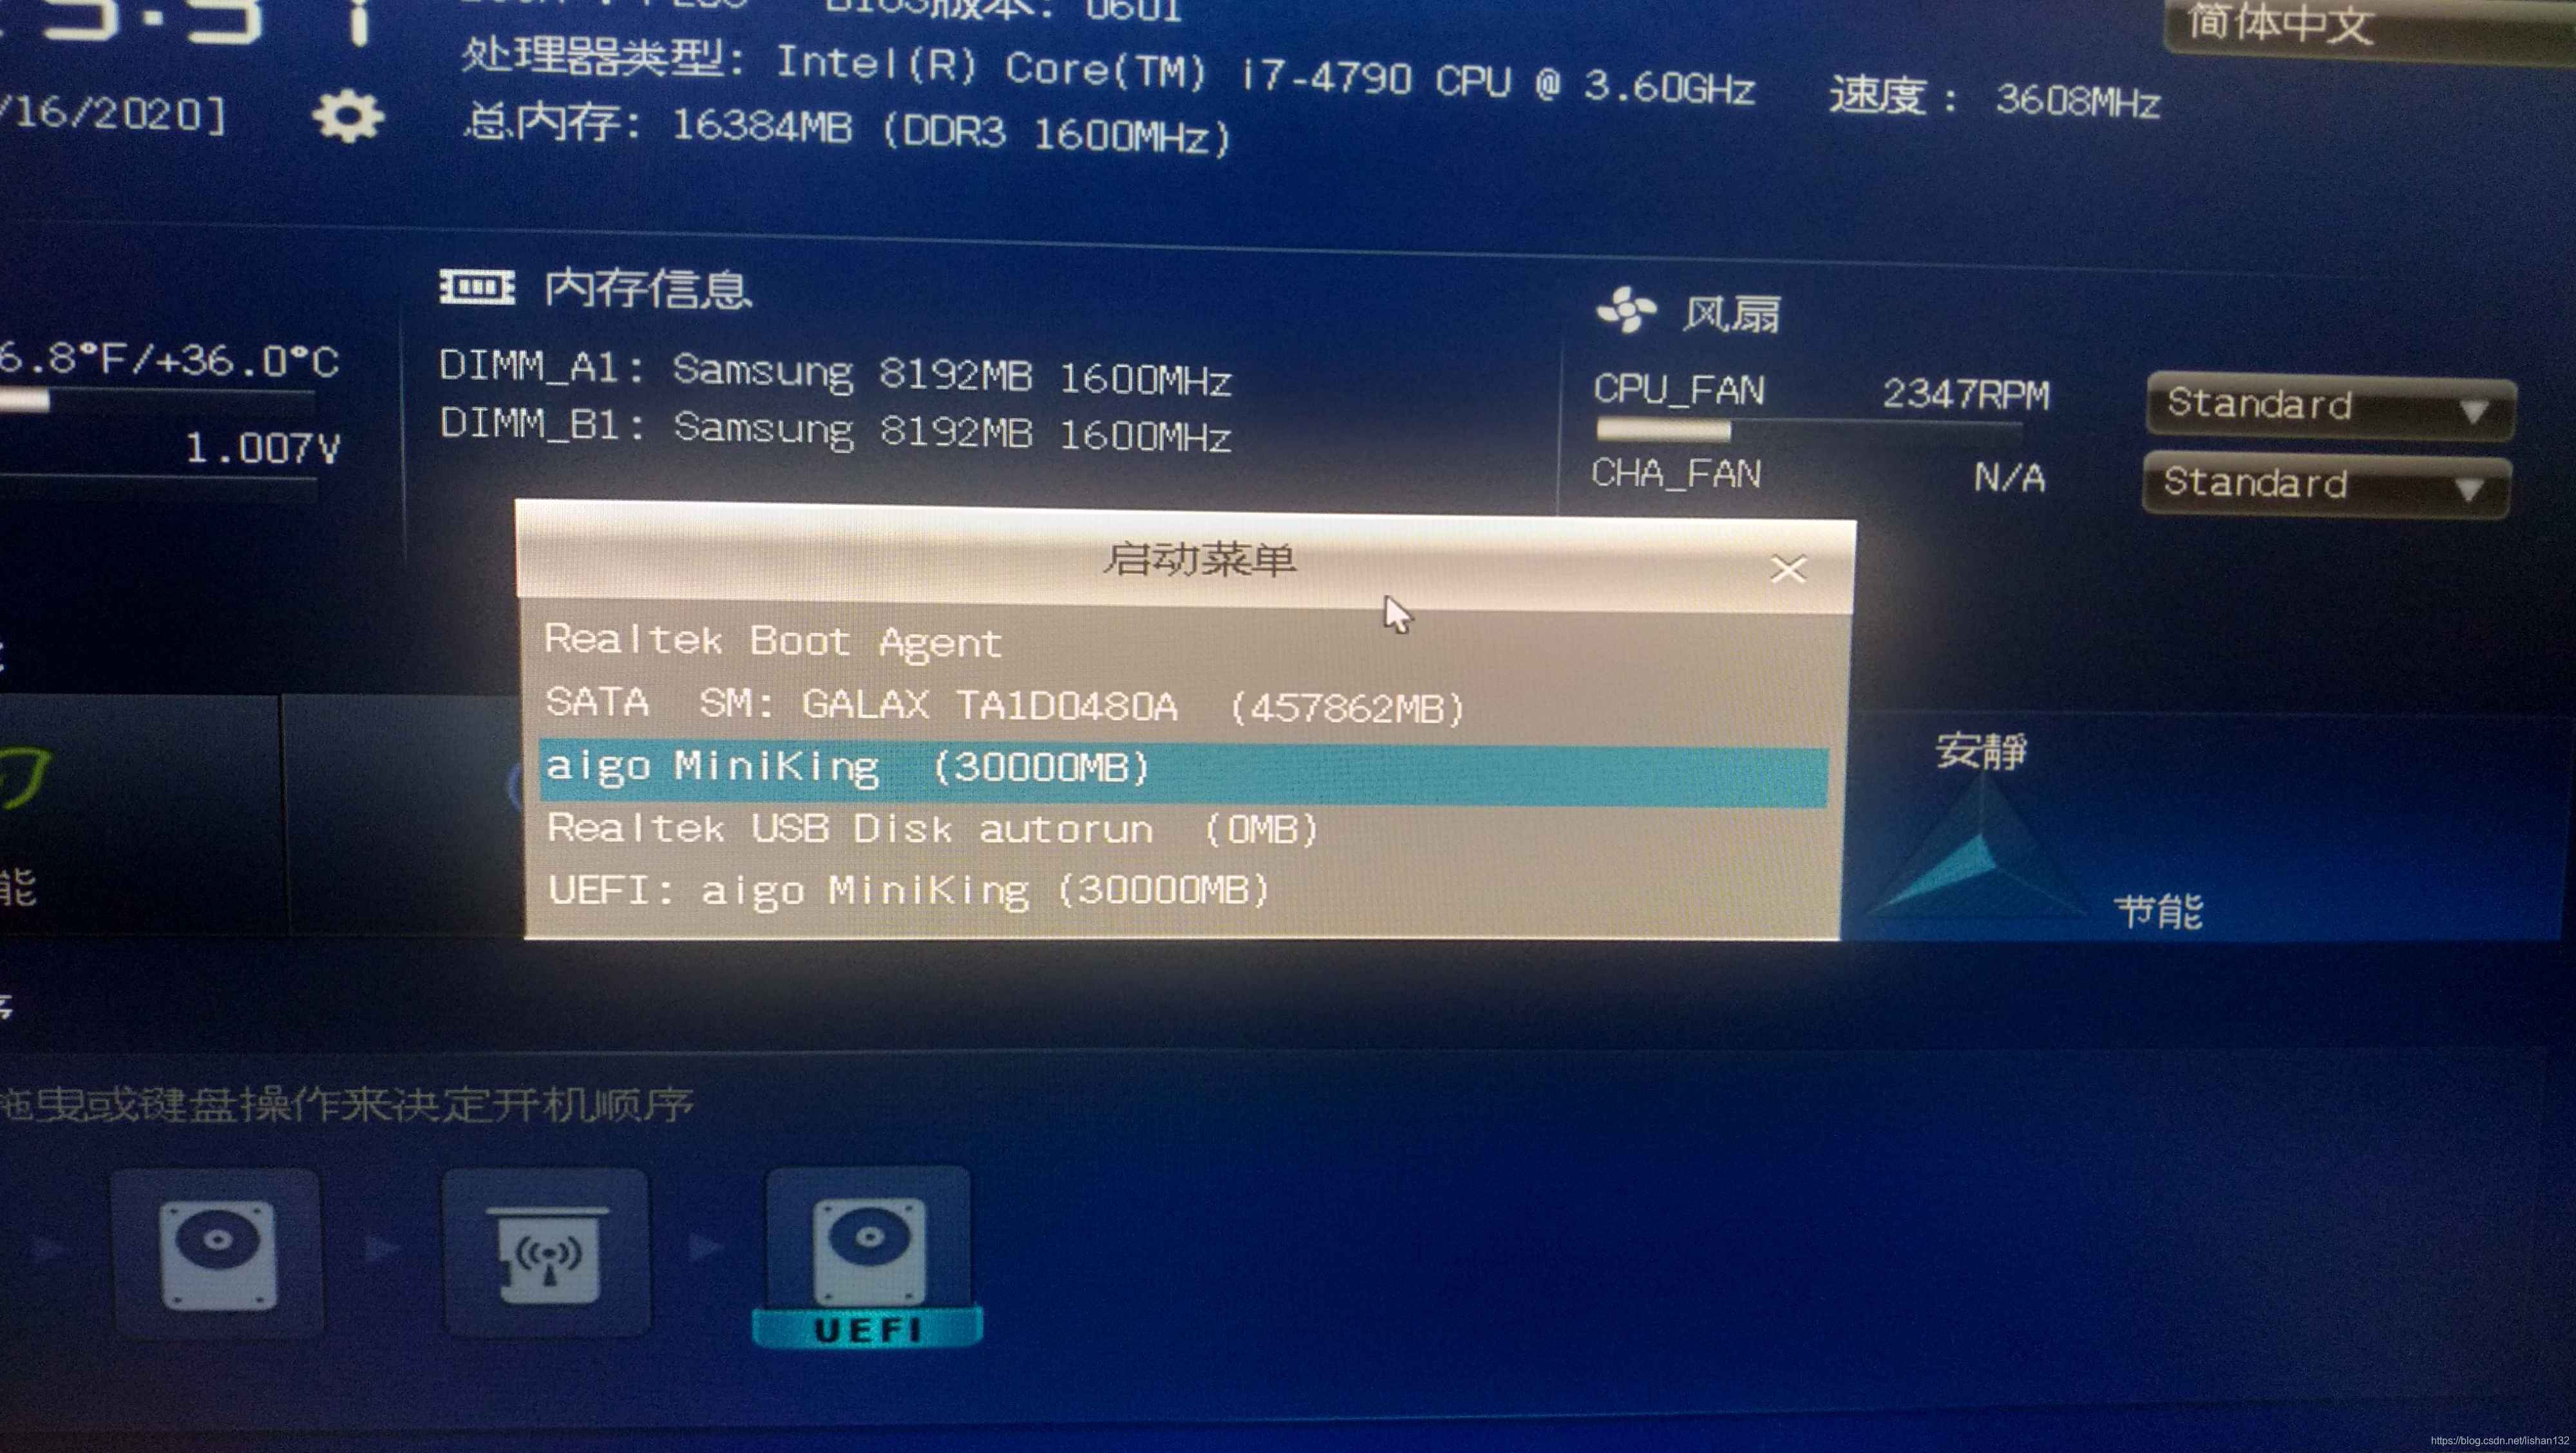 BIOS版本: 0601
简体中文
处理器类型: Intel(R) Core(TM) i7-4790 CPU @ 3.60GHz 速度: 3608MHz
/16/2020]
总内存: 16384MB (DDR3 1600MHz)
内存信息
风扇
6.8°F/+36.0°C
DIMM_A1: Samsung 8192MB 1600MHz
CPU_FAN 2347RPM
Standard
1.007V
DIMM_B1: Samsung 8192MB 1600MHz
CHA_FAN N/A
Standard
启动菜单
Realtek Boot Agent
SATA SM: GALAX TA1D0480A (457862MB)
aigo MiniKing (30000MB)
Realtek USB Disk autorun (0MB)
UEFI: aigo MiniKing (30000MB)
安靜
能
节能
拖曳或键盘操作来决定开机顺序
UEFI
https://blog.csdn.net/lishan132